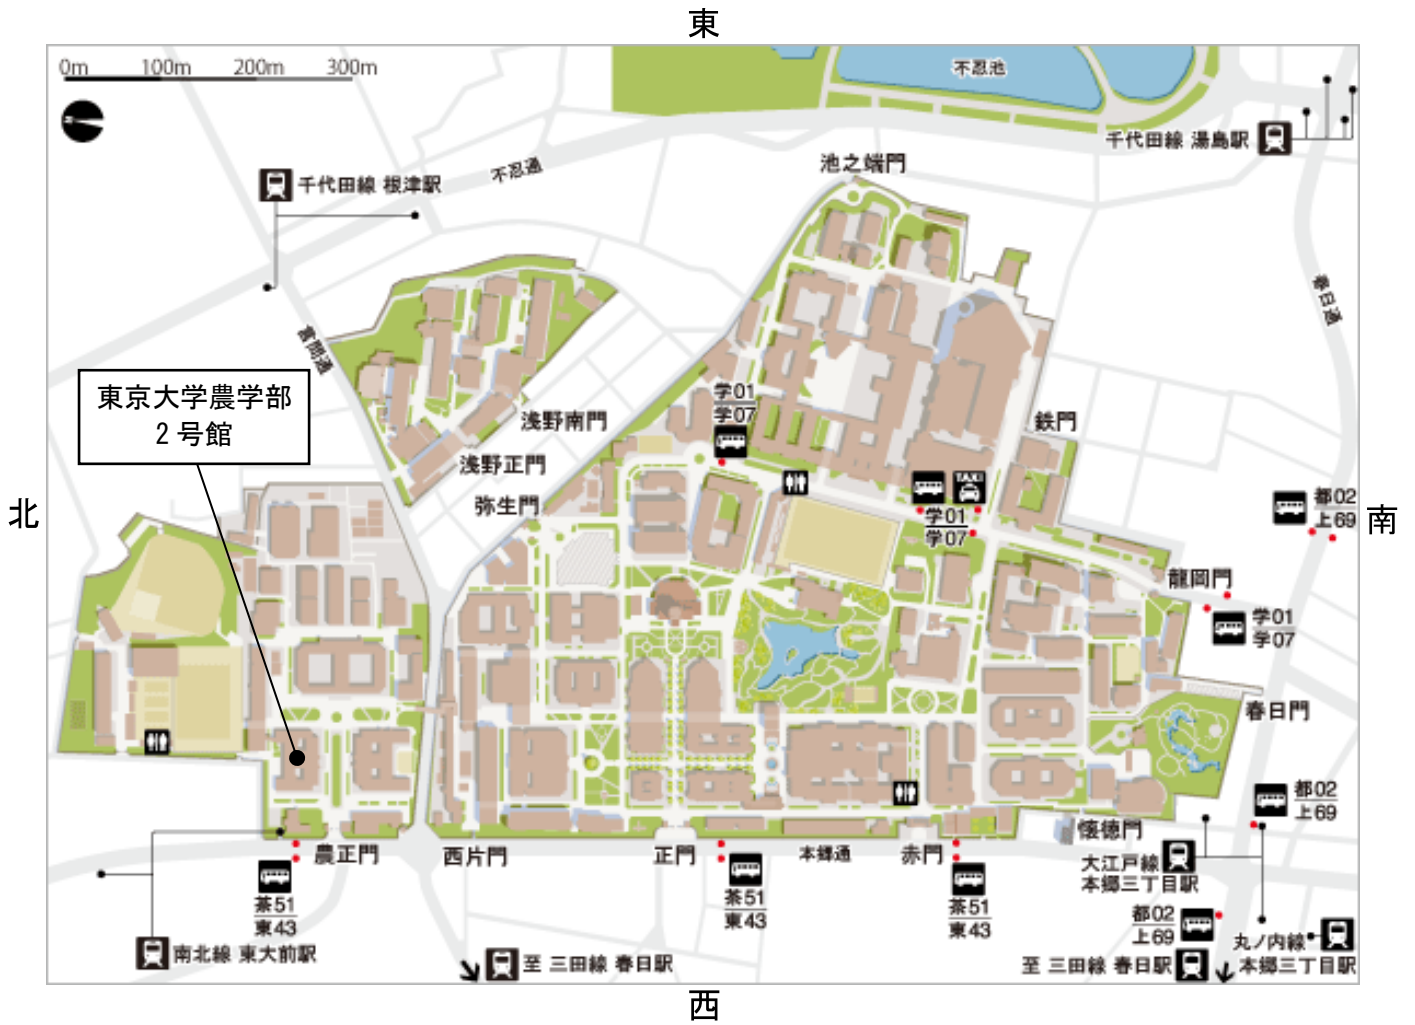 東
0m 100m 200m 300m
不忍池
千代田線 湯島駅
池之端門
不忍通
千代田線 根津駅
春日通
言問通
東京大学農学部
2号館
学01
学07
浅野南門
鉄門
浅野正門
TAXI
弥生門
北
学01
学07
都02
上69
南
龍岡門
学01
学07
春日門
都02
上69
懐徳門
農正門
西片門
正門
本郷通
赤門
大江戸線
本郷三丁目駅
茶51
東43
茶51
東43
茶51
東43
都02
上69
南北線 東大前駅
至 三田線 春日駅
丸ノ内線
本郷三丁目駅
至 三田線 春日駅
西